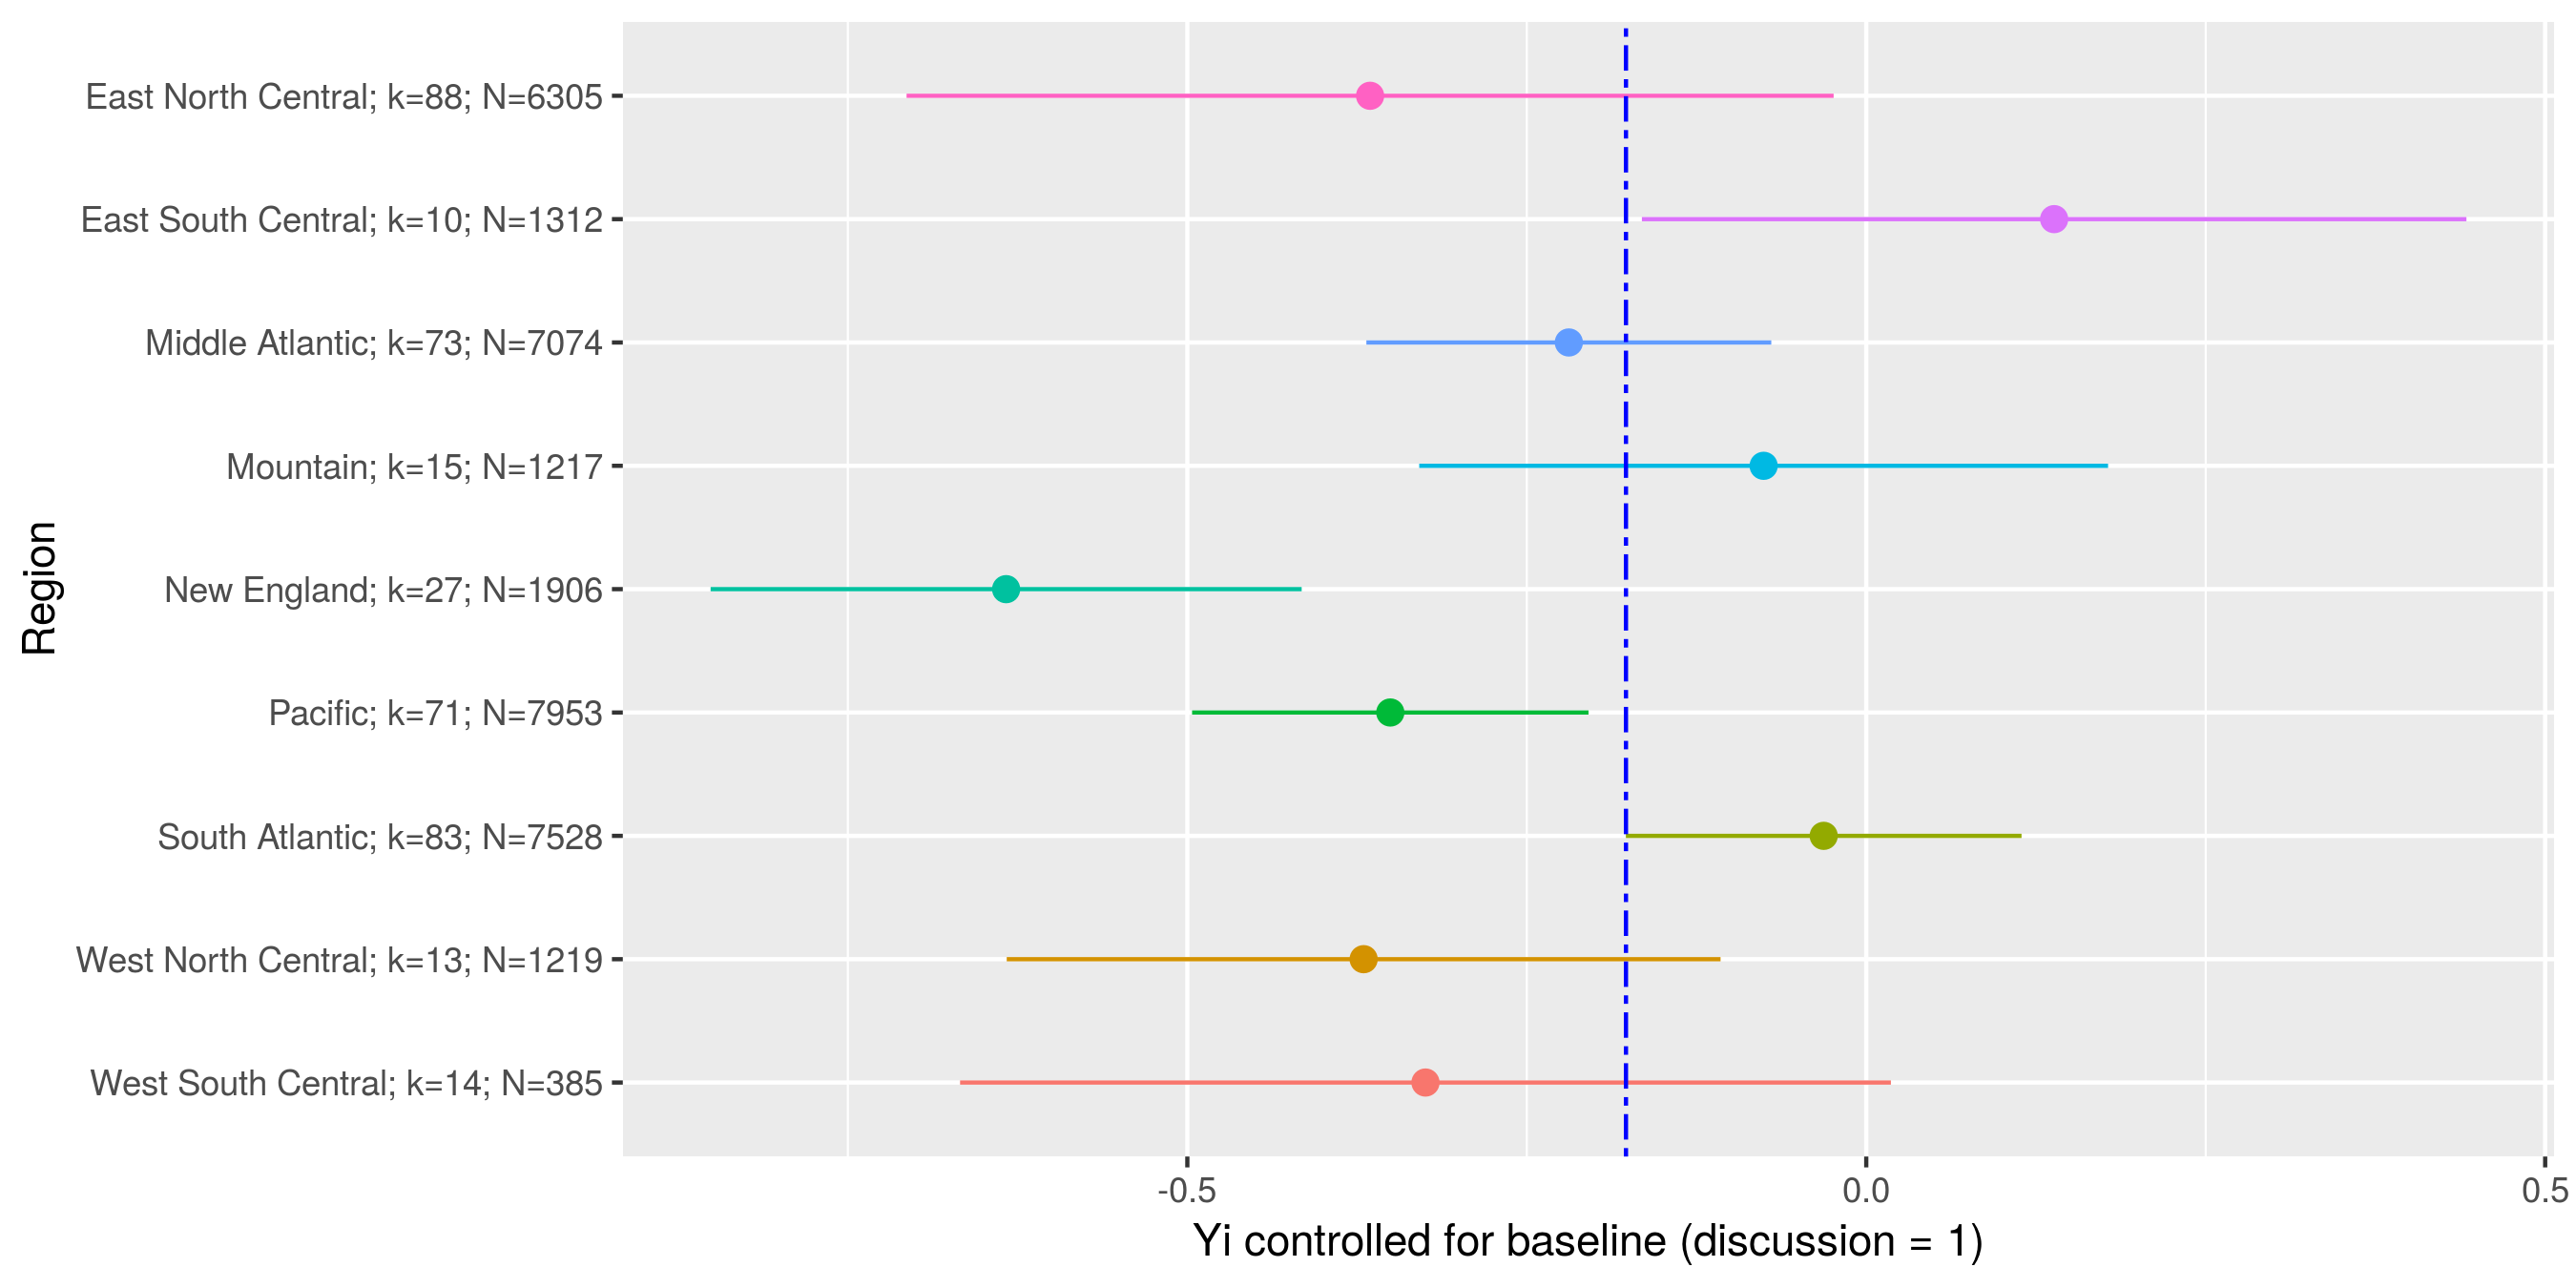 East North Central; k=88; N=6305
East South Central; k=10; N=1312
Middle Atlantic; k=73; N=7074
Mountain; k=15; N=1217
New England; k=27; N=1906
Pacific; k=71; N=7953
South Atlantic; k=83; N=7528
West North Central; k=13; N=1219
West South Central; k=14; N=385
Region
-0.5
0.0
0.5
Yi controlled for baseline (discussion = 1)